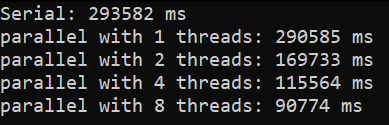 Serial: 293582 ms
parallel with 1 threads: 290585 ms
parallel with 2 threads: 169733 ms
parallel with 4 threads: 115564 ms
parallel with 8 threads: 90774 ms